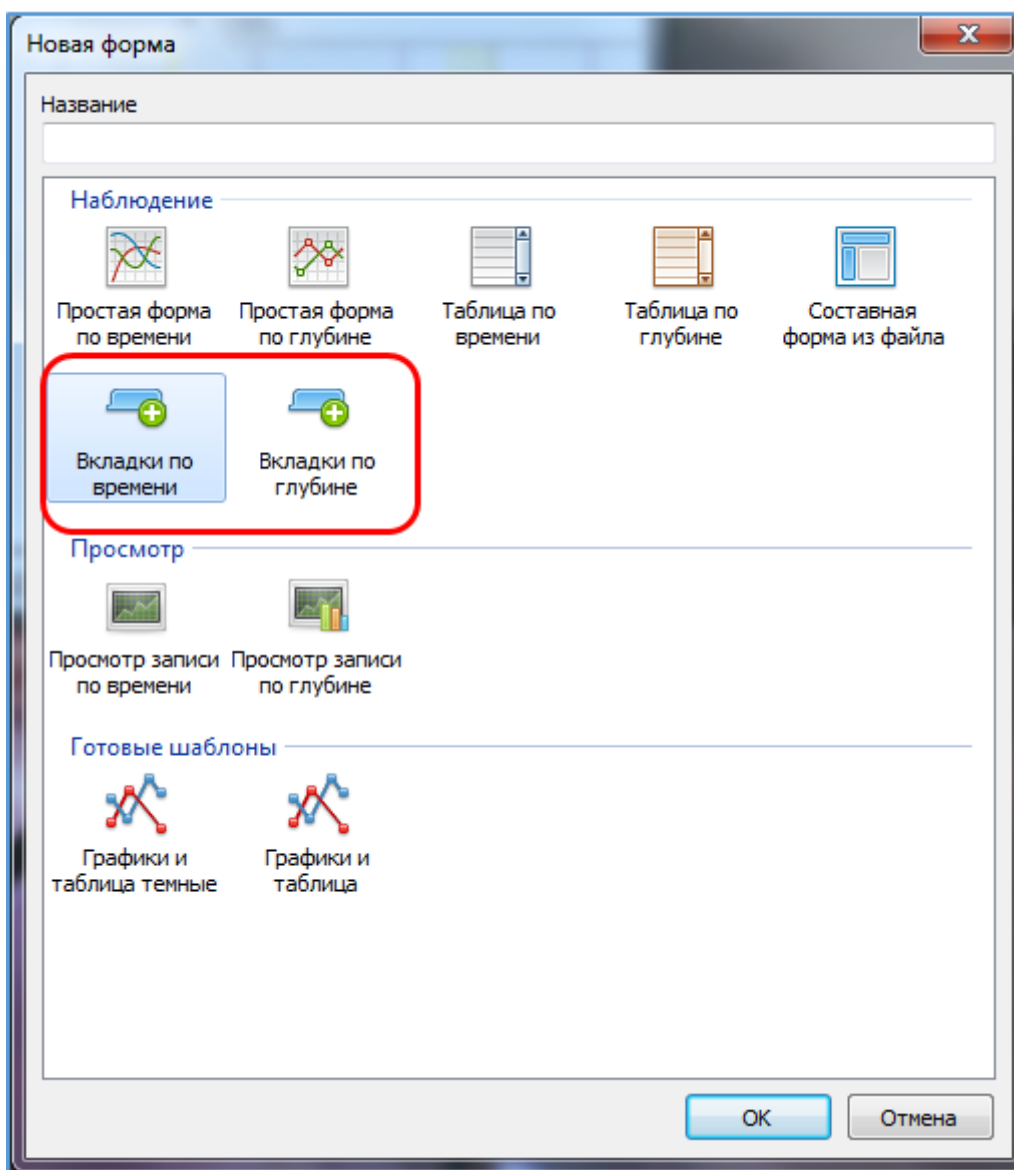 Новая форма
Название
Наблюдение
Простая форма по времени
Простая форма по глубине
Таблица по времени
Таблица по глубине
Составная форма из файла
Вкладки по времени
Вкладки по глубине
Просмотр
Просмотр записи по времени
Просмотр записи по глубине
Готовые шаблоны
Графики и таблица темные
Графики и таблица
ОК
Отмена